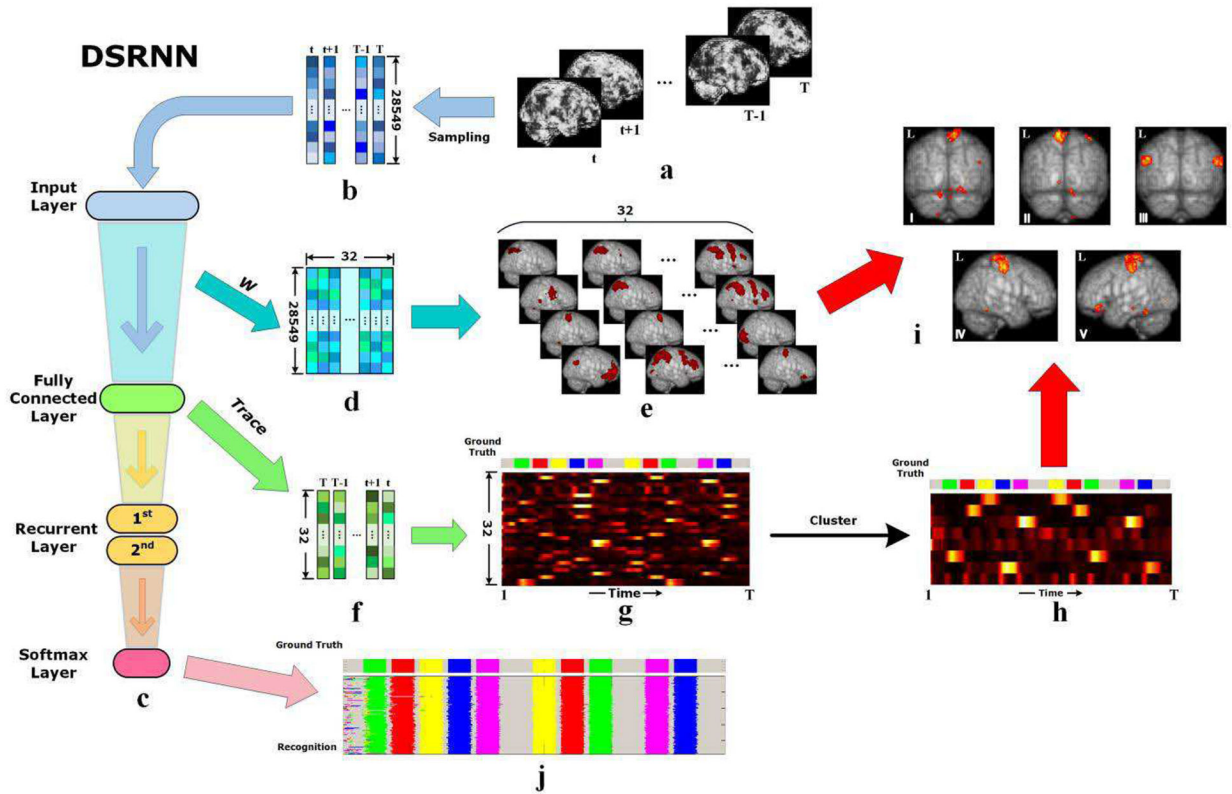 DSRNN
t t+1 T-1 T
...
28549
b
Sampling
...
t
t+1
T-1
T
a
Input
Layer
W
32
28549
...
d
32
...
...
...
...
e
L
I
L
II
L
III
L
IV
L
V
i
Fully
Connected
Layer
Trace
T T-1 t+1 t
32
...
f
Ground
Truth
32
1 Time T
g
Cluster
Ground
Truth
1 Time T
h
Recurrent
Layer
1st
2nd
Softmax
Layer
c
Ground Truth
Recognition
j